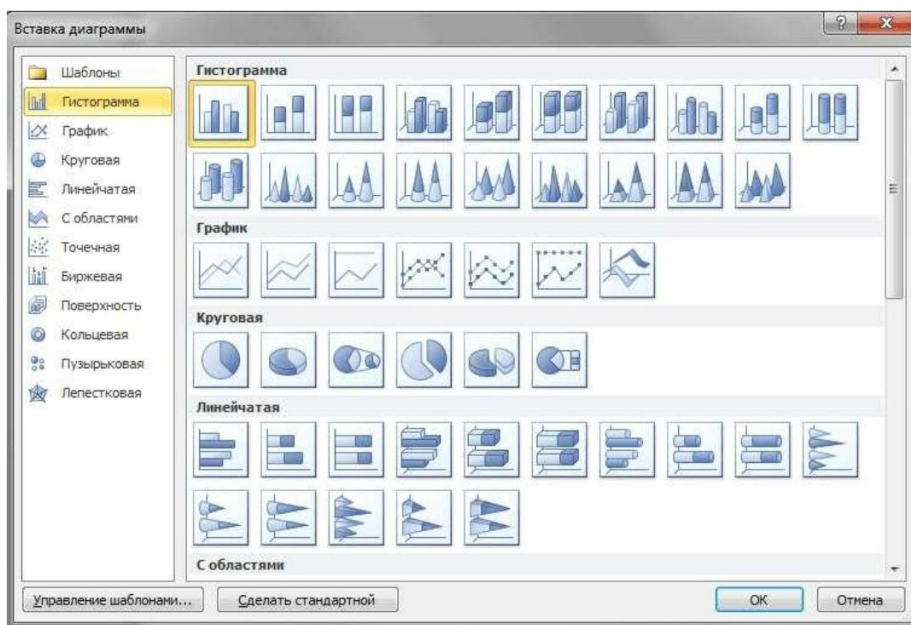 Вставка диаграммы
Шаблоны
Гистограмма
График
Круговая
Линейчатая
С областями
Точечная
Биржевая
Поверхность
Кольцевая
Пузырьковая
Лепестковая
Гистограмма
График
Круговая
Линейчатая
С областями
Управление шаблонами...
Сделать стандартной
ОК
Отмена